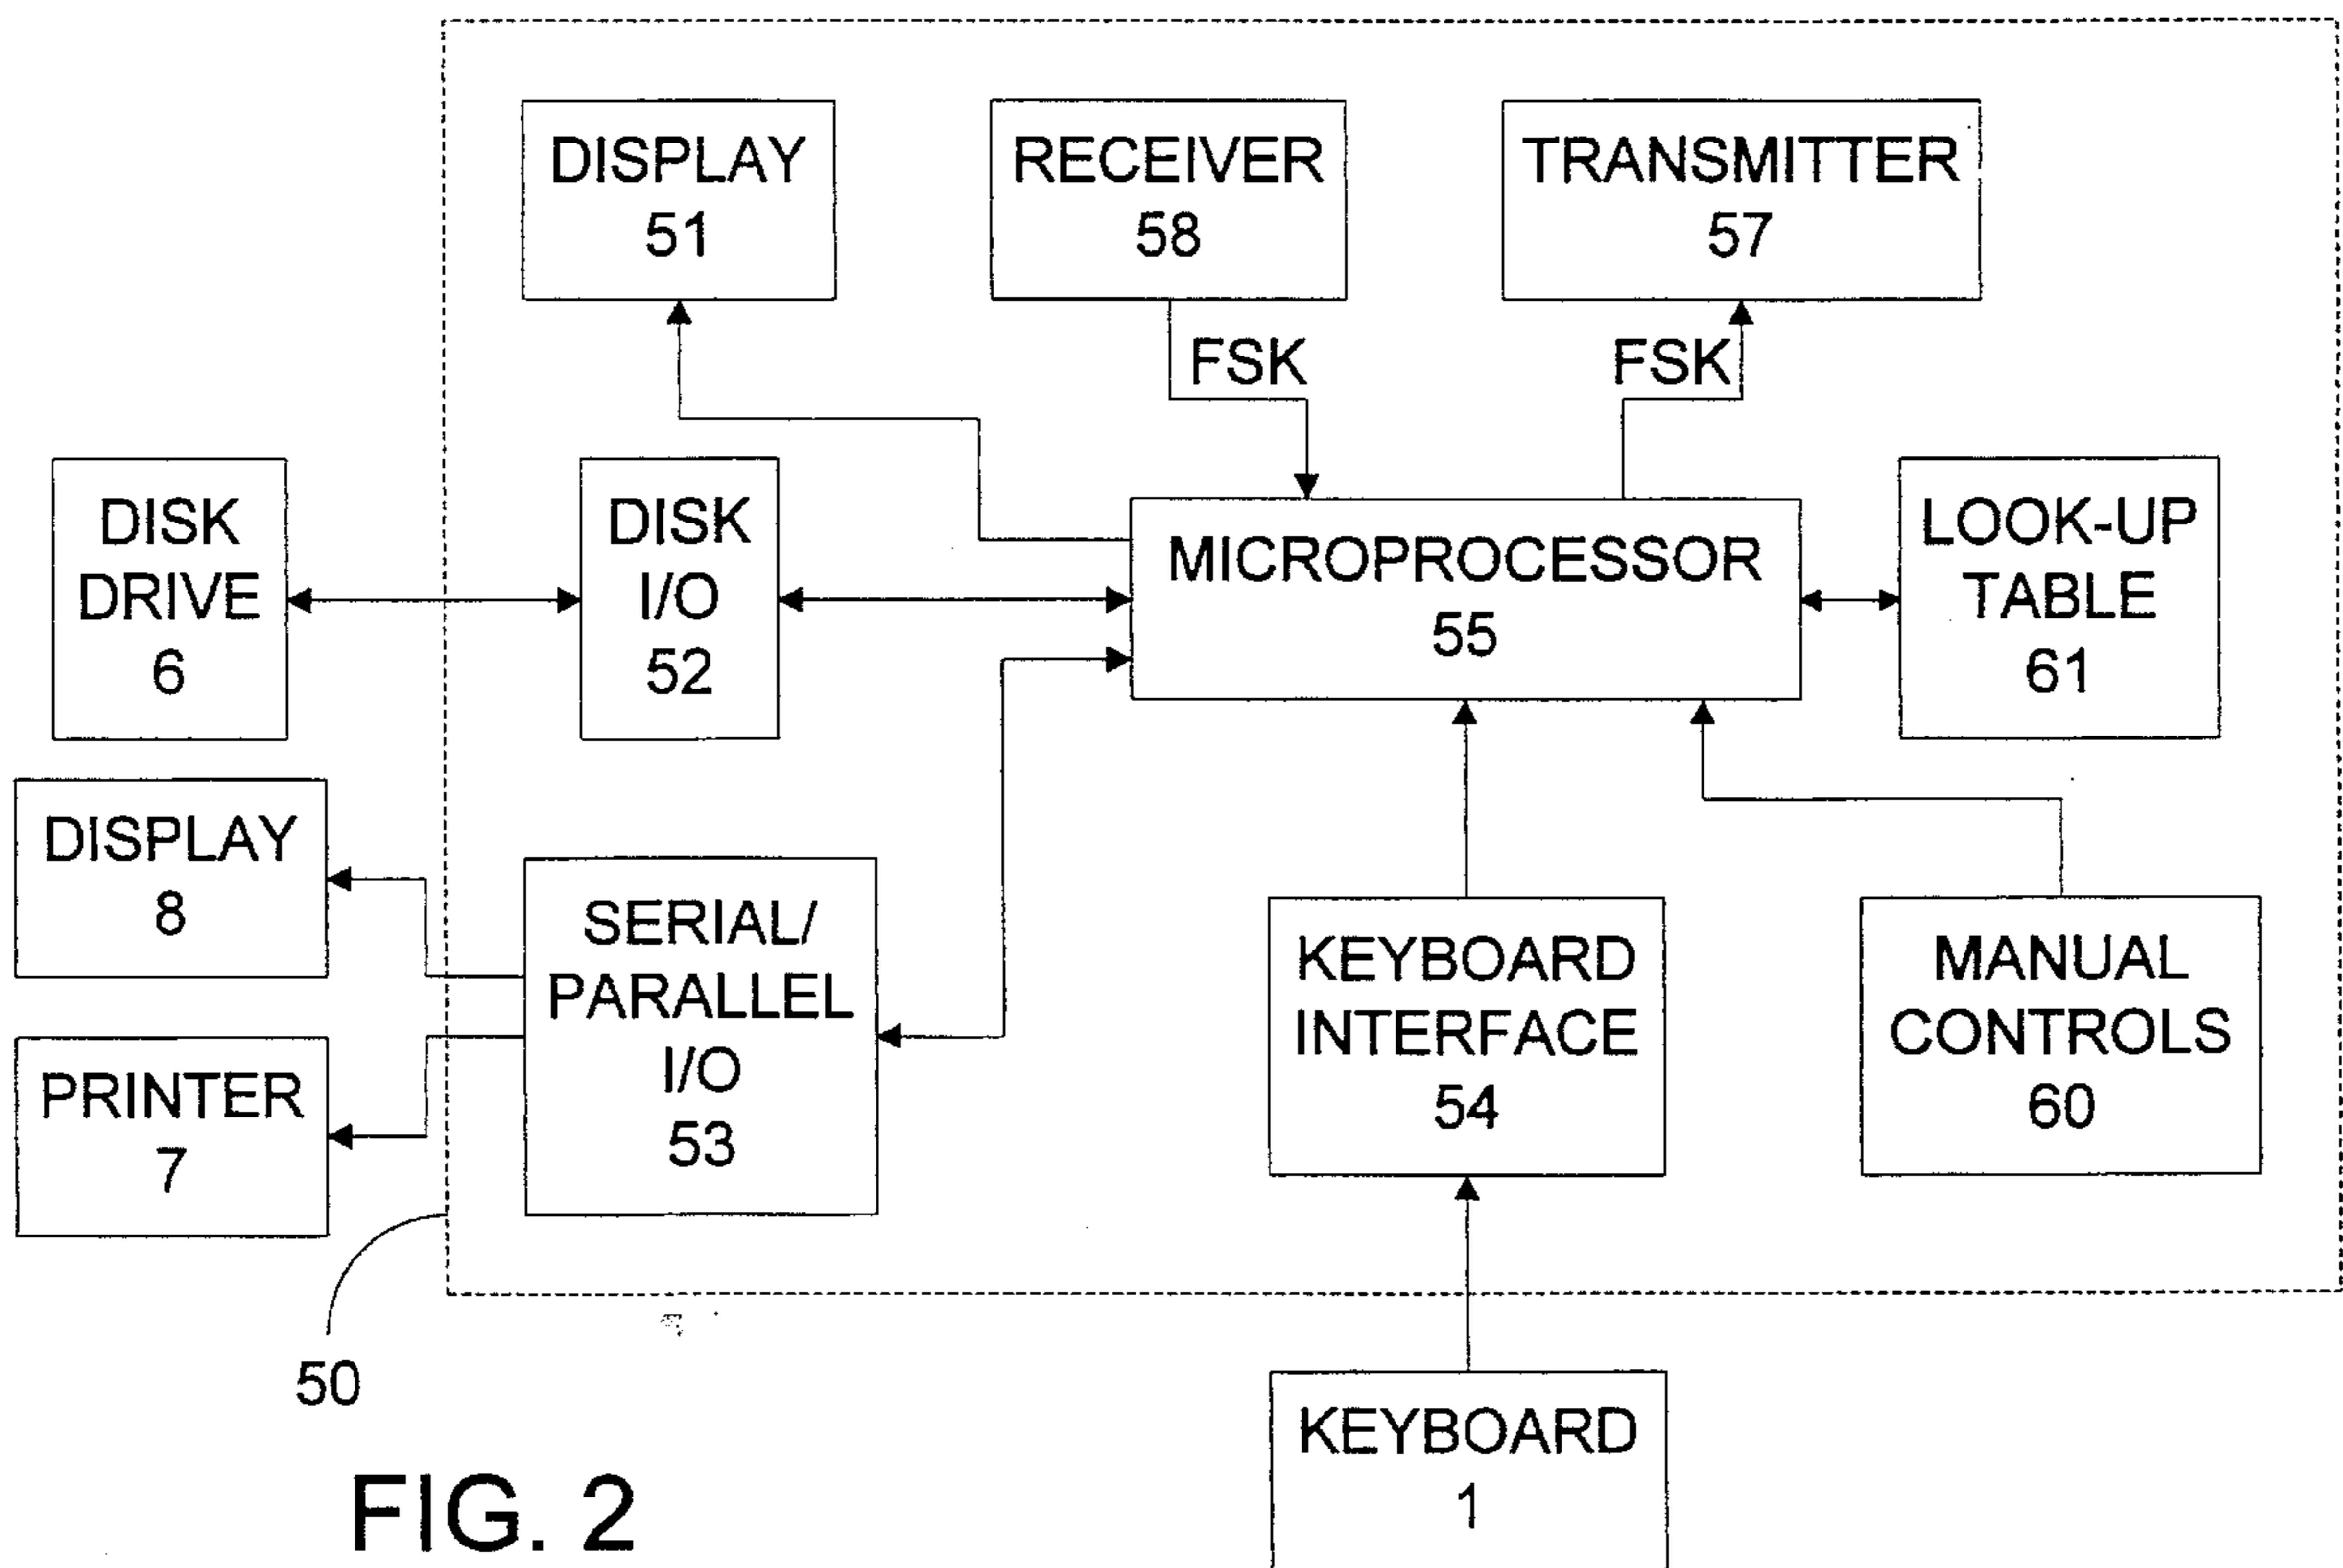 DISPLAY
51
RECEIVER
58
TRANSMITTER
57
FSK
FSK
DISK
DRIVE
6
DISK
I/O
52
MICROPROCESSOR
55
LOOK-UP
TABLE
61
DISPLAY
8
SERIAL/
PARALLEL
I/O
53
KEYBOARD
INTERFACE
54
MANUAL
CONTROLS
60
PRINTER
7
50
KEYBOARD
1
FIG. 2